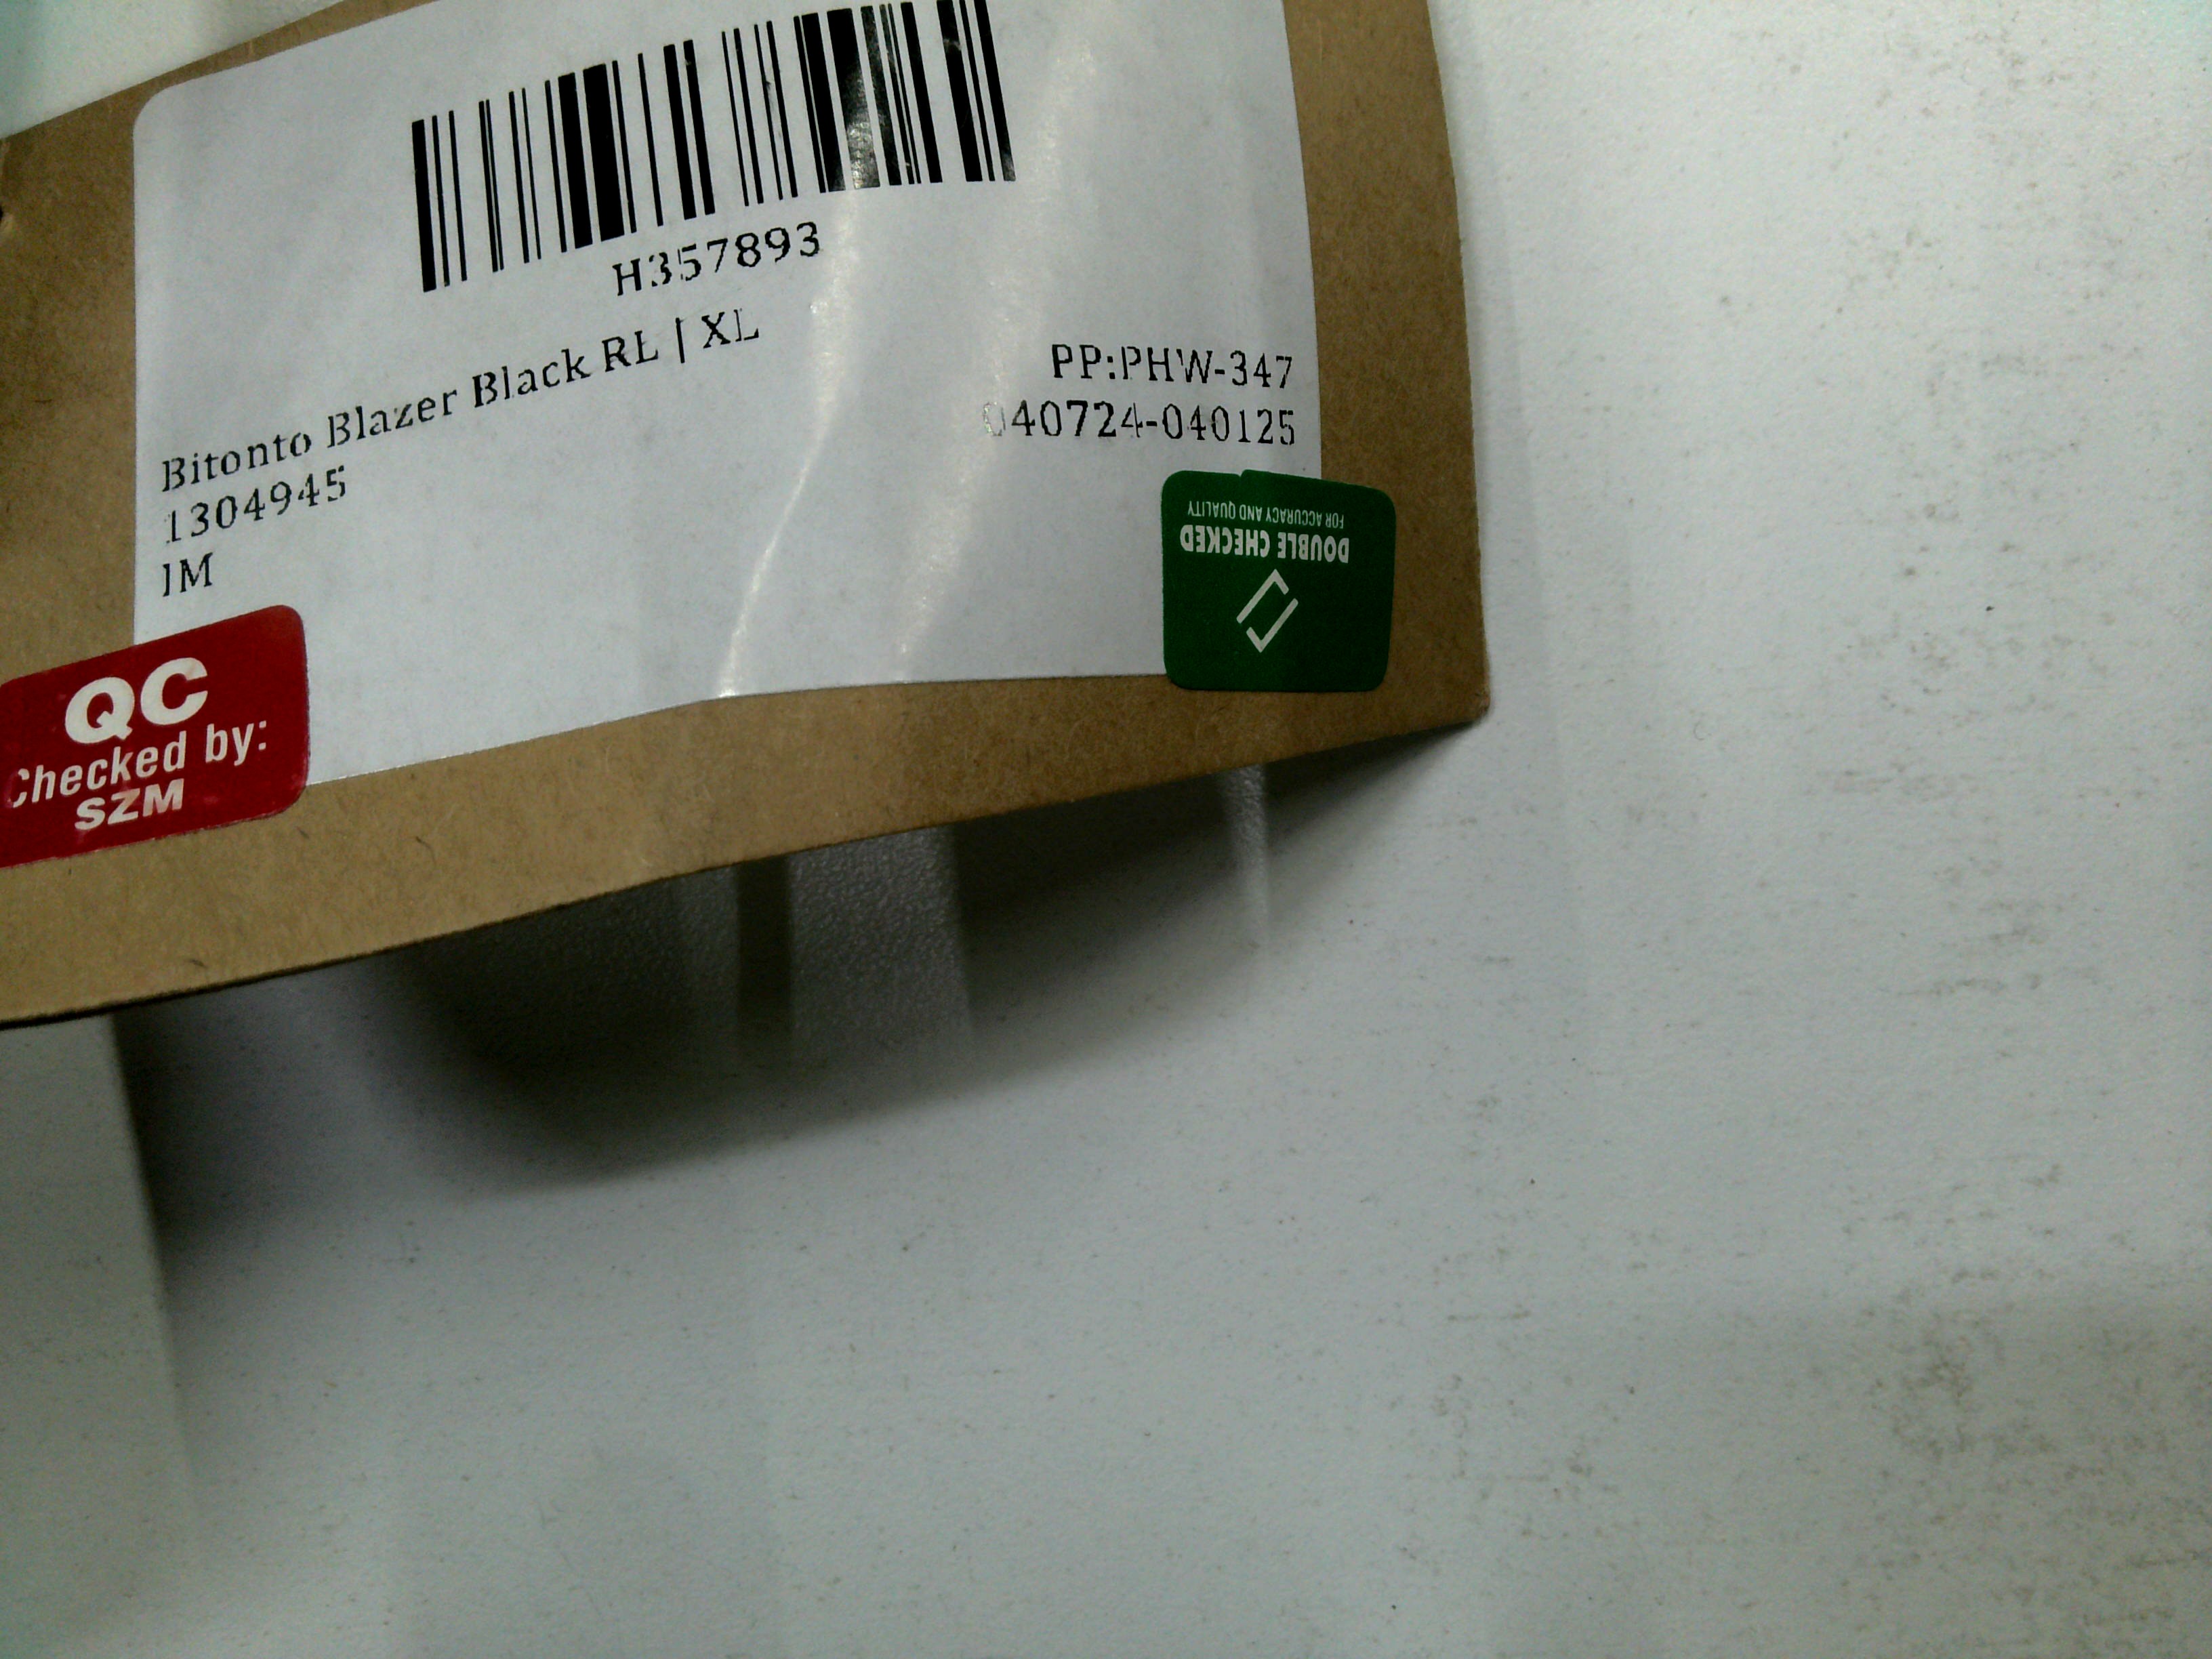 H357893
Bitonto Blazer Black RL | XL
1304945
IM
PP:PHW-347
040724-040125
DOUBLE CHECKED
FOR ACCURACY AND QUALITY
QC
Checked by:
SZM